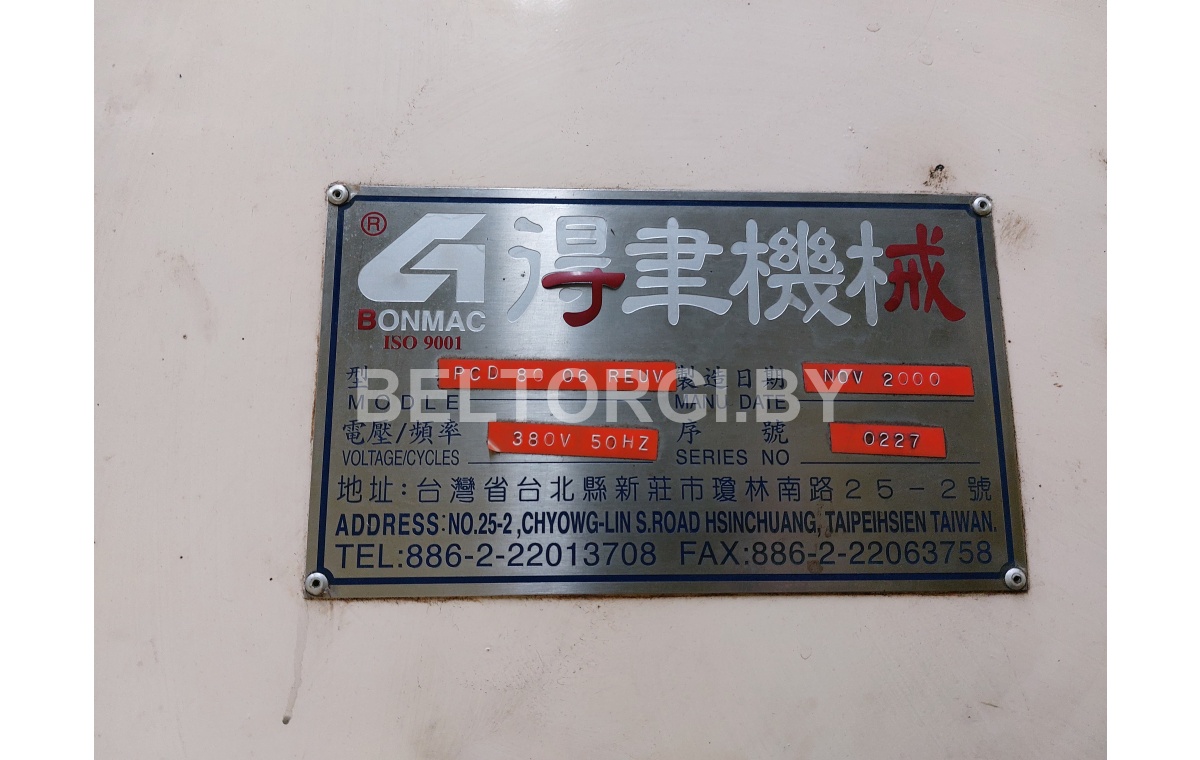 ® 得聿機械
BONMAC
ISO 9001
型 PCD 80 06 REUV 製造日期 NOV 2000
MODLE MANU.DATE
BELTORGI.BY
電壓/頻率 380V 50HZ 序號 0227
VOLTAGE/CYCLES SERIES NO
地址:台灣省台北縣新莊市瓊林南路25-2號
ADDRESS:NO.25-2,CHYOWG-LIN S.ROAD HSINCHUANG, TAIPEIHSIEN TAIWAN.
TEL:886-2-22013708 FAX:886-2-22063758